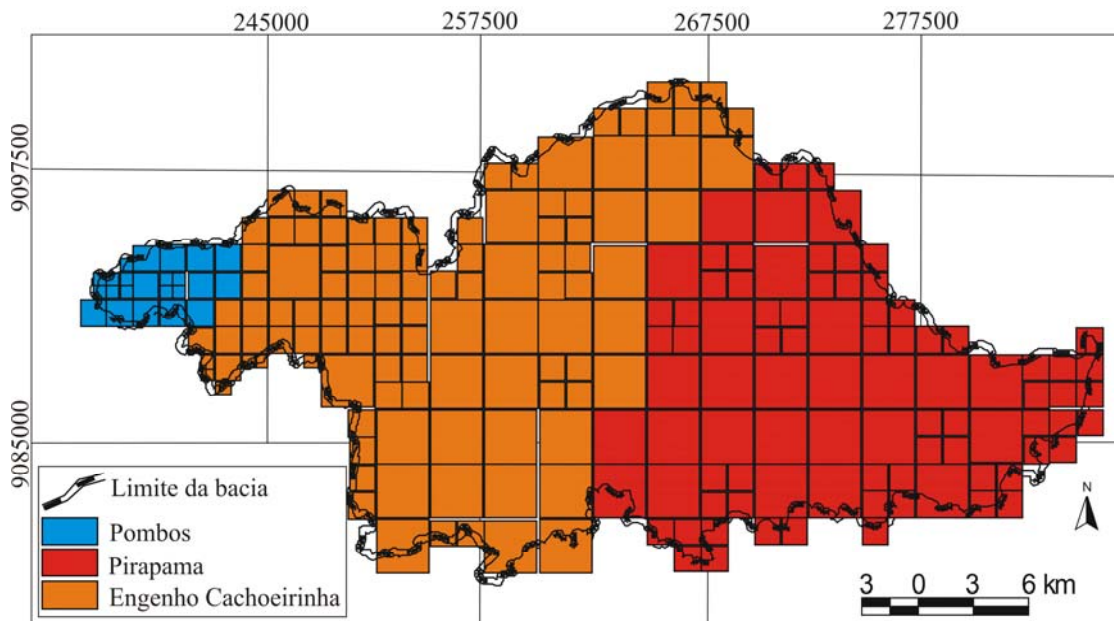 245000 257500 267500 277500
9097500
9085000
Limite da bacia
Pombos
Pirapama
Engenho Cachoeirinha
N
3 0 3 6 km